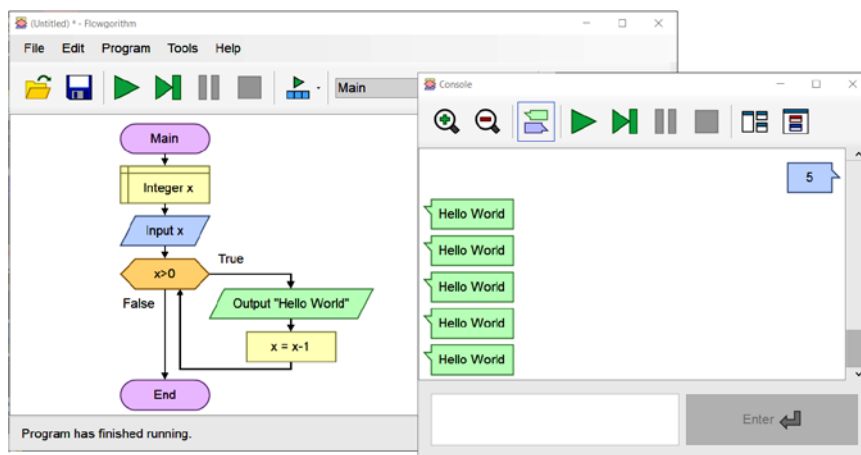 (Untitled) * - Flowgorithm
File Edit Program Tools Help
Main
Main
Integer x
Input x
x>0
True
False
Output "Hello World"
x = x-1
End
Program has finished running.
Console
5
Hello World
Hello World
Hello World
Hello World
Hello World
Enter